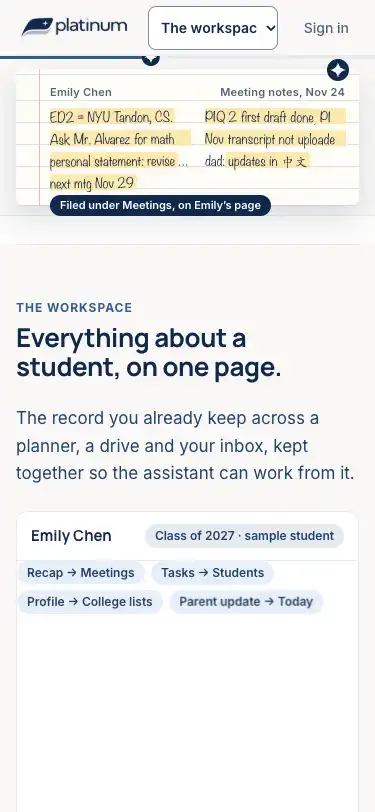 platinum
The workspac
Sign in
Emily Chen
Meeting notes, Nov 24
ED2 = NYU Tandon, CS.
Ask Mr. Alvarez for math
personal statement: revise ...
next mtg Nov 29
PIQ 2 first draft done. PI
Nov transcript not uploade
dad: updates in 中文
Filed under Meetings, on Emily's page
THE WORKSPACE
Everything about a
student, on one page.
The record you already keep across a
planner, a drive and your inbox, kept
together so the assistant can work from it.
Emily Chen
Class of 2027 · sample student
Recap → Meetings
Tasks → Students
Profile → College lists
Parent update → Today